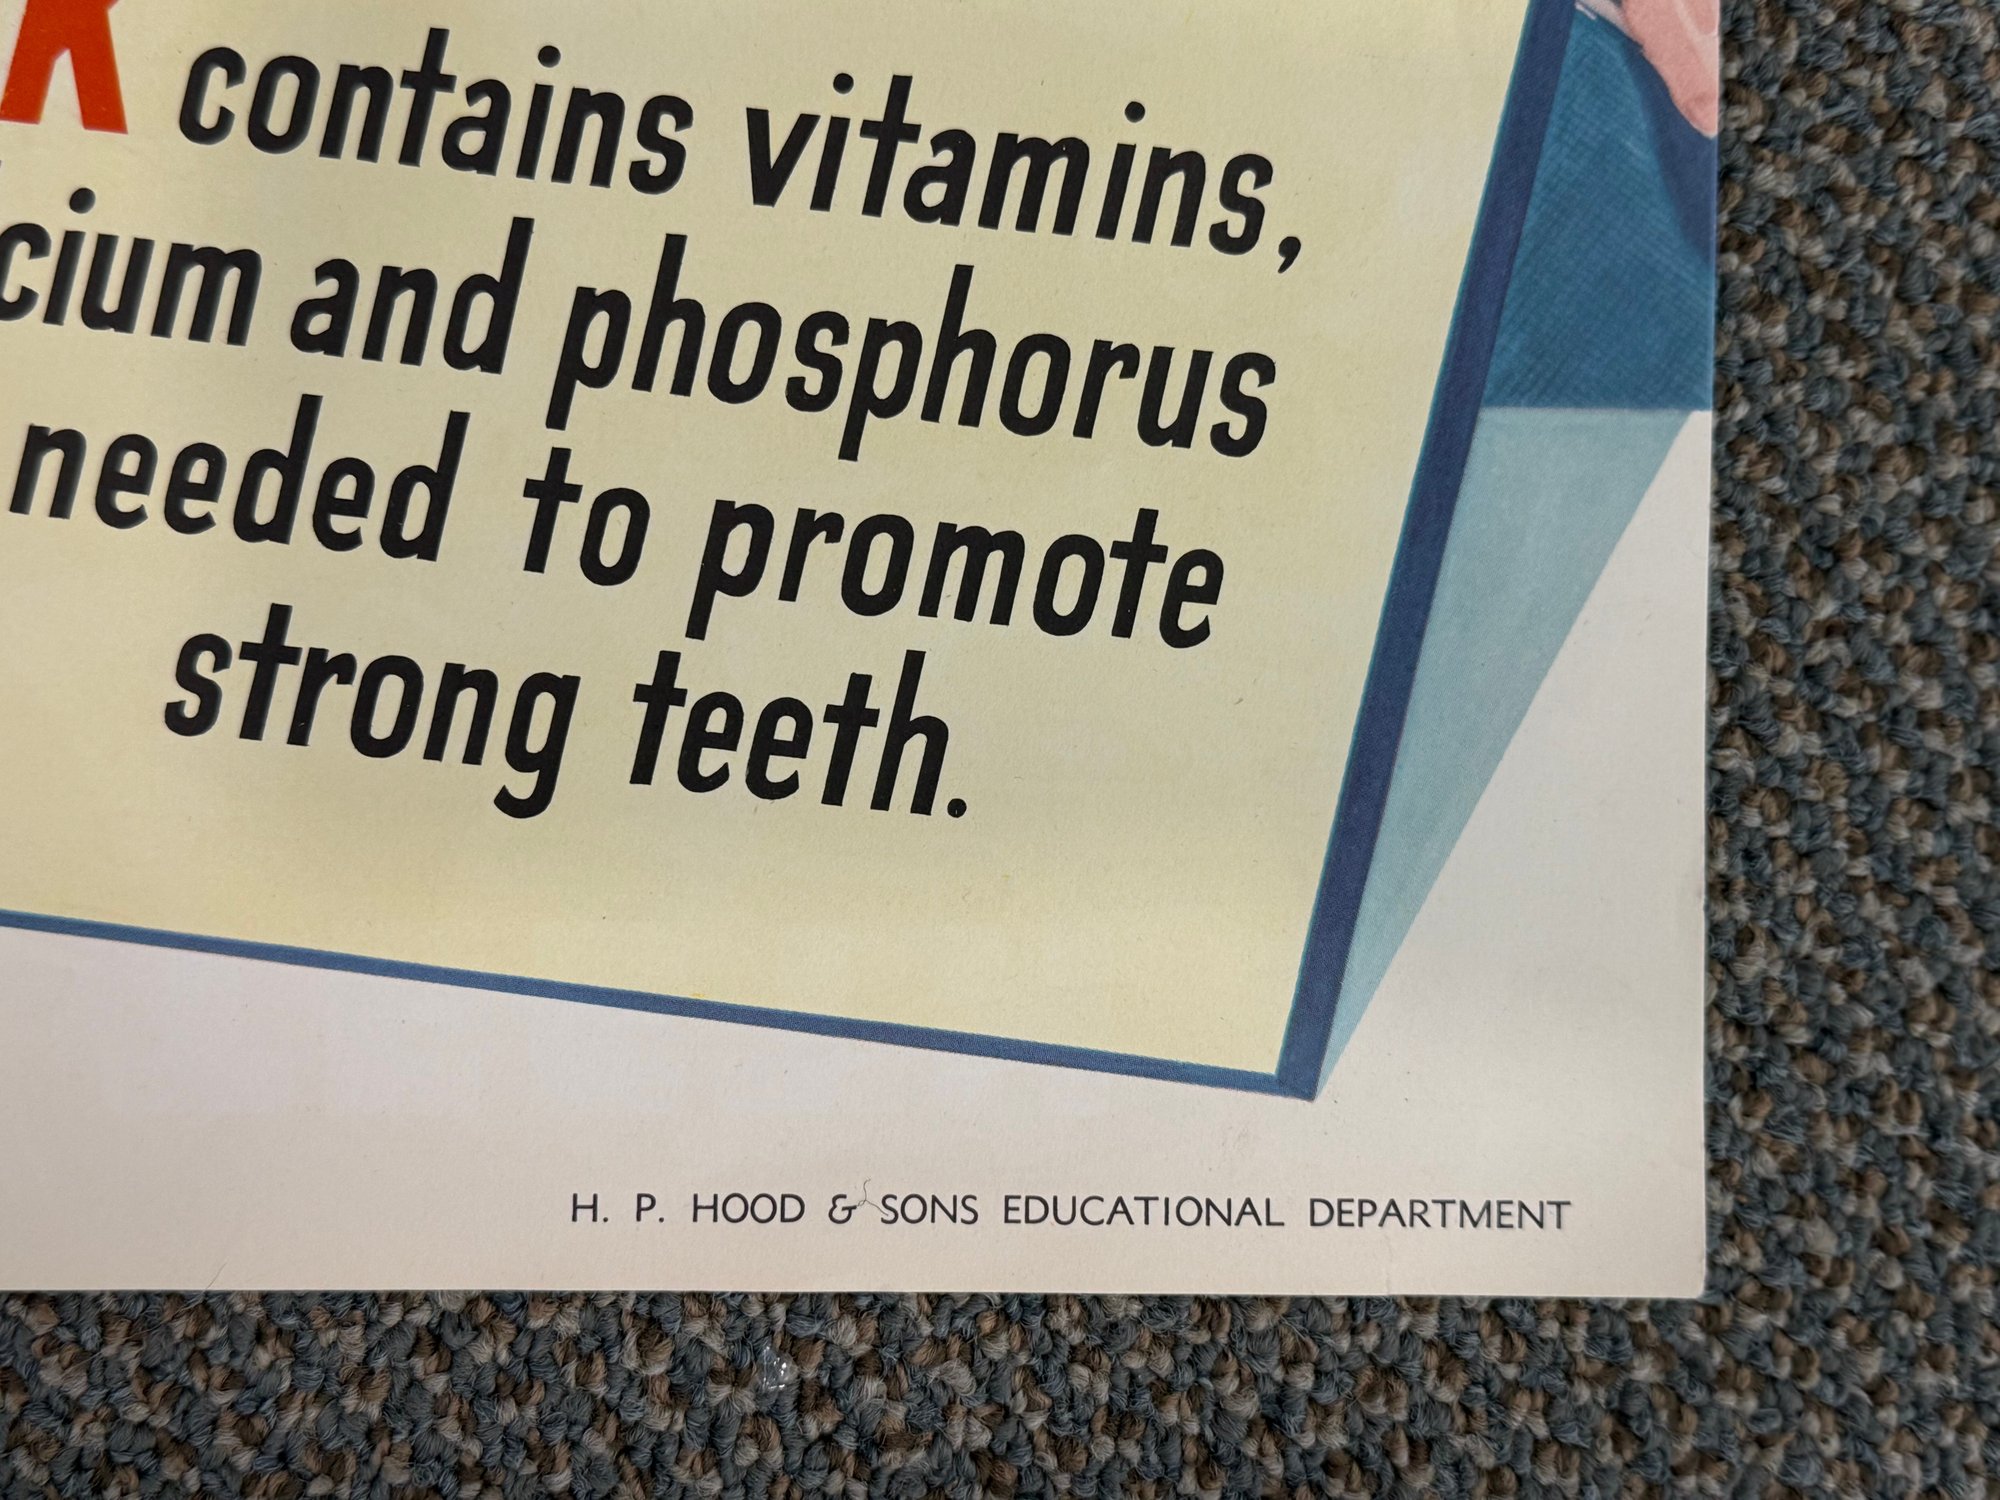 contains vitamins,
cium and phosphorus
needed to promote
strong teeth.
H. P. HOOD & SONS EDUCATIONAL DEPARTMENT